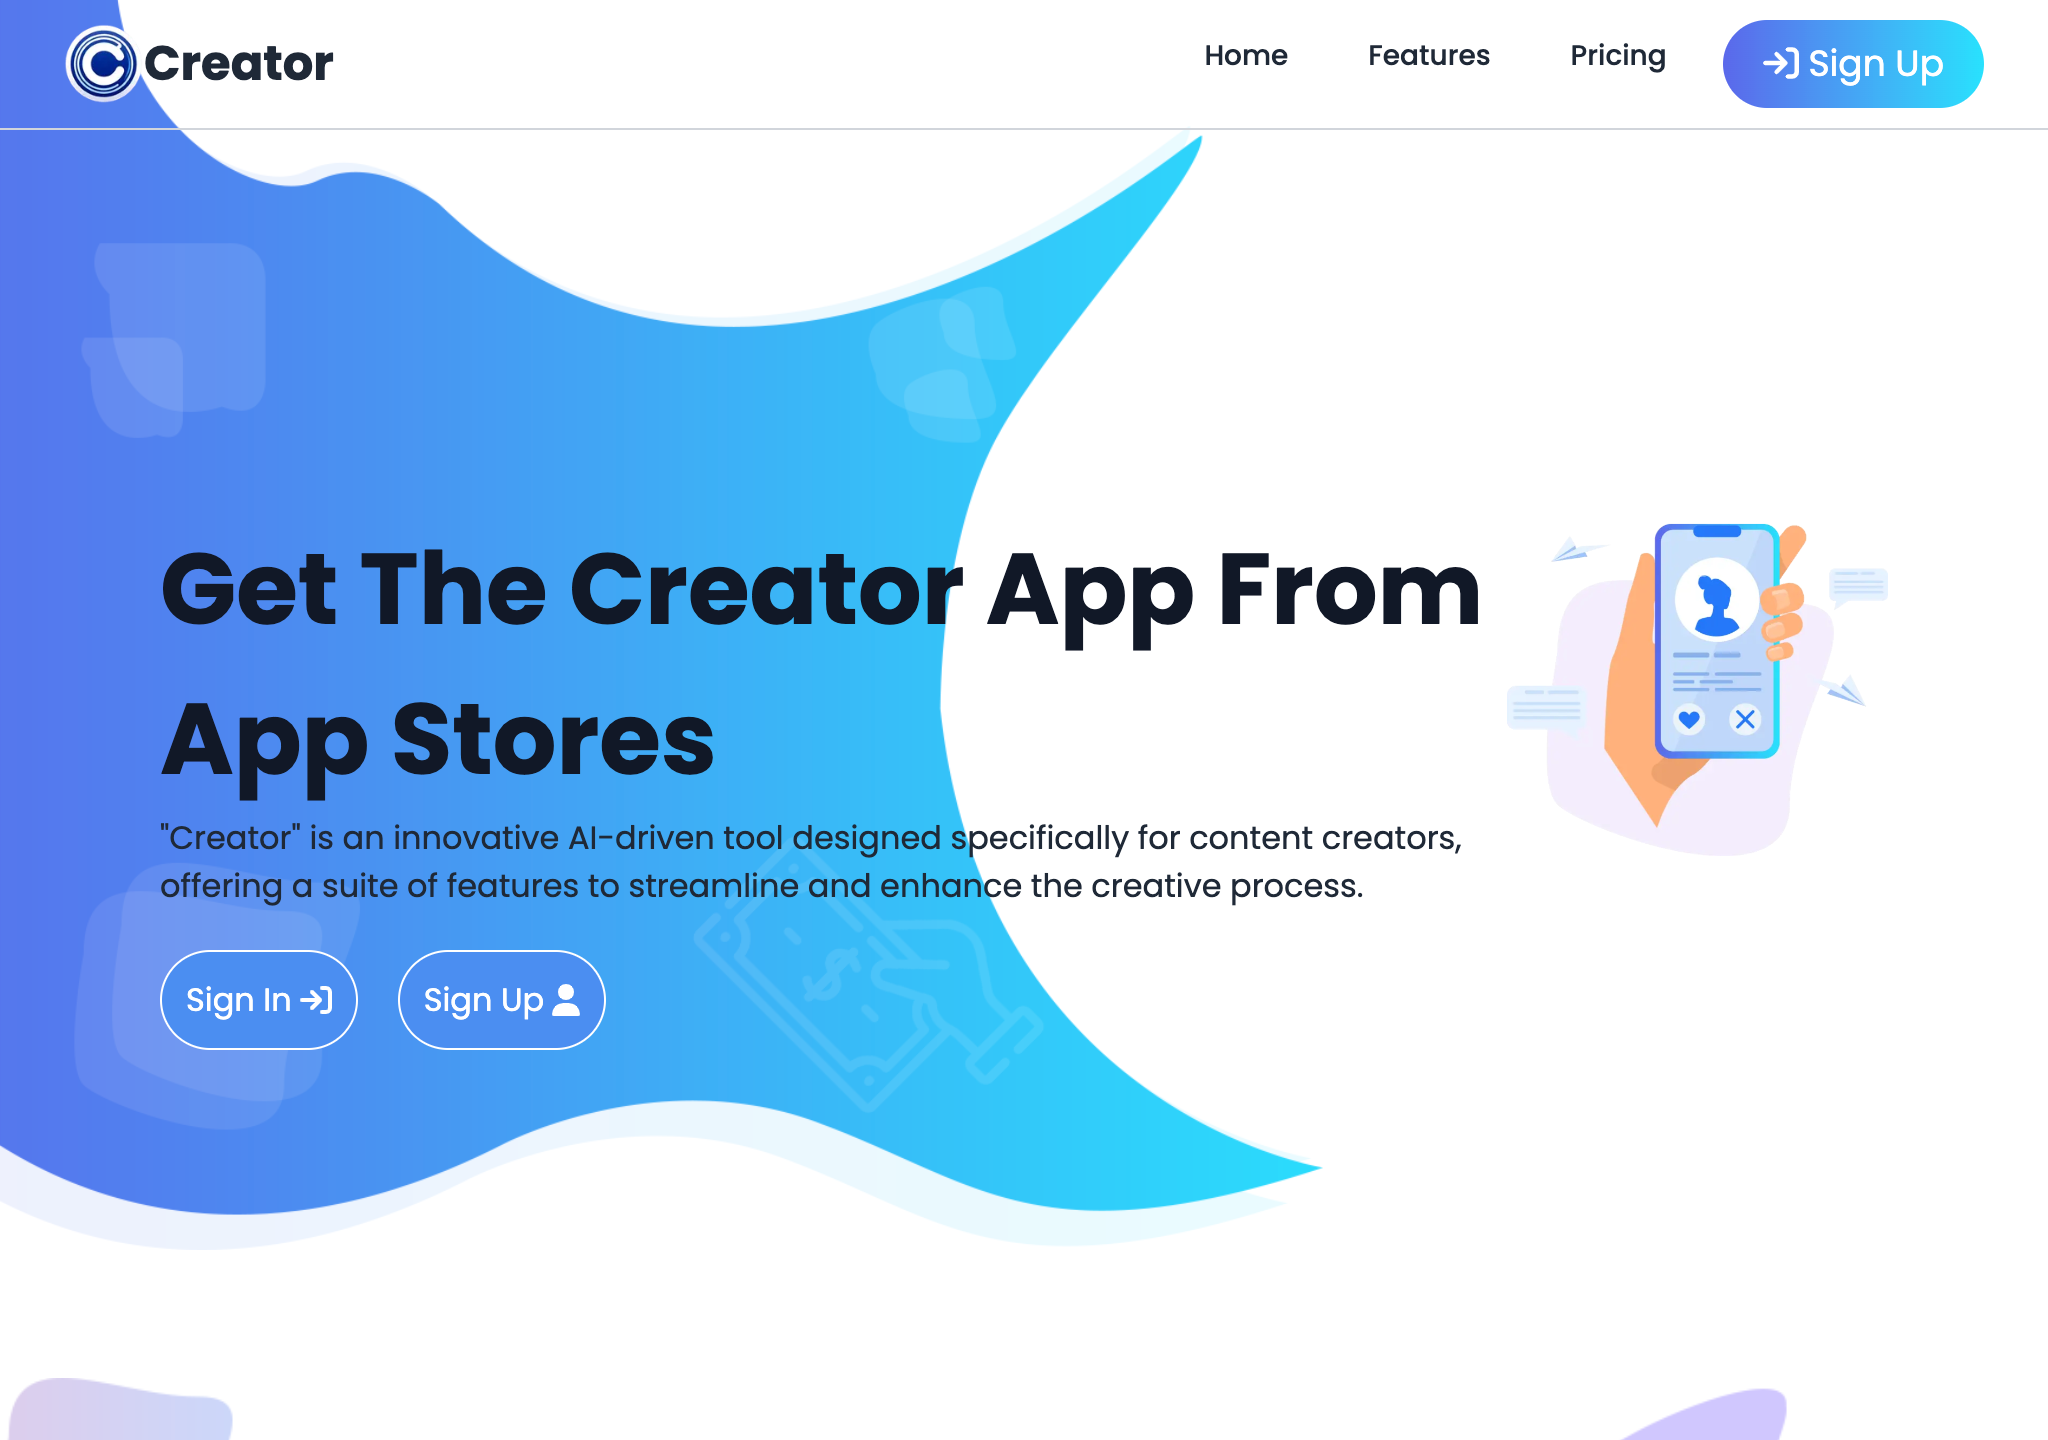 Creator
Home
Features
Pricing
Sign Up
Get The Creator App From
App Stores
"Creator" is an innovative AI-driven tool designed specifically for content creators,
offering a suite of features to streamline and enhance the creative process.
Sign In
Sign Up